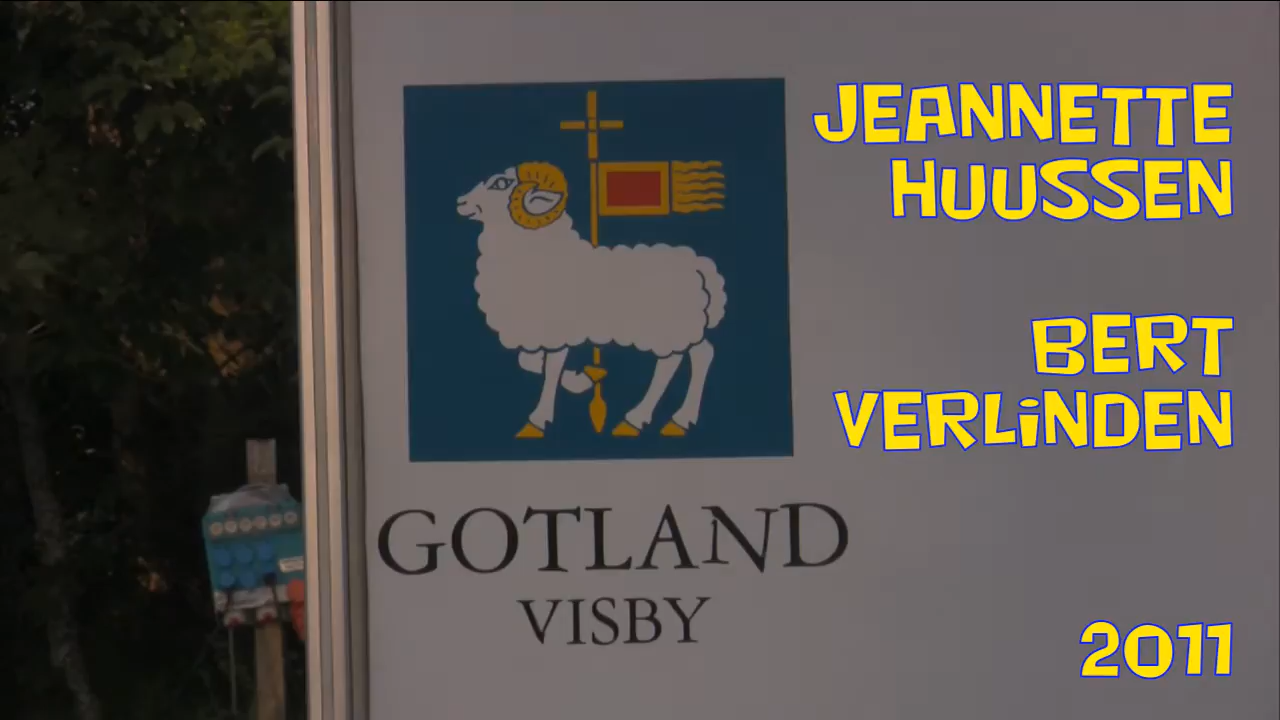 JEANNETTE
HUUSSEN
BERT
VERLiNDEN
GOTLAND
VISBY
2011